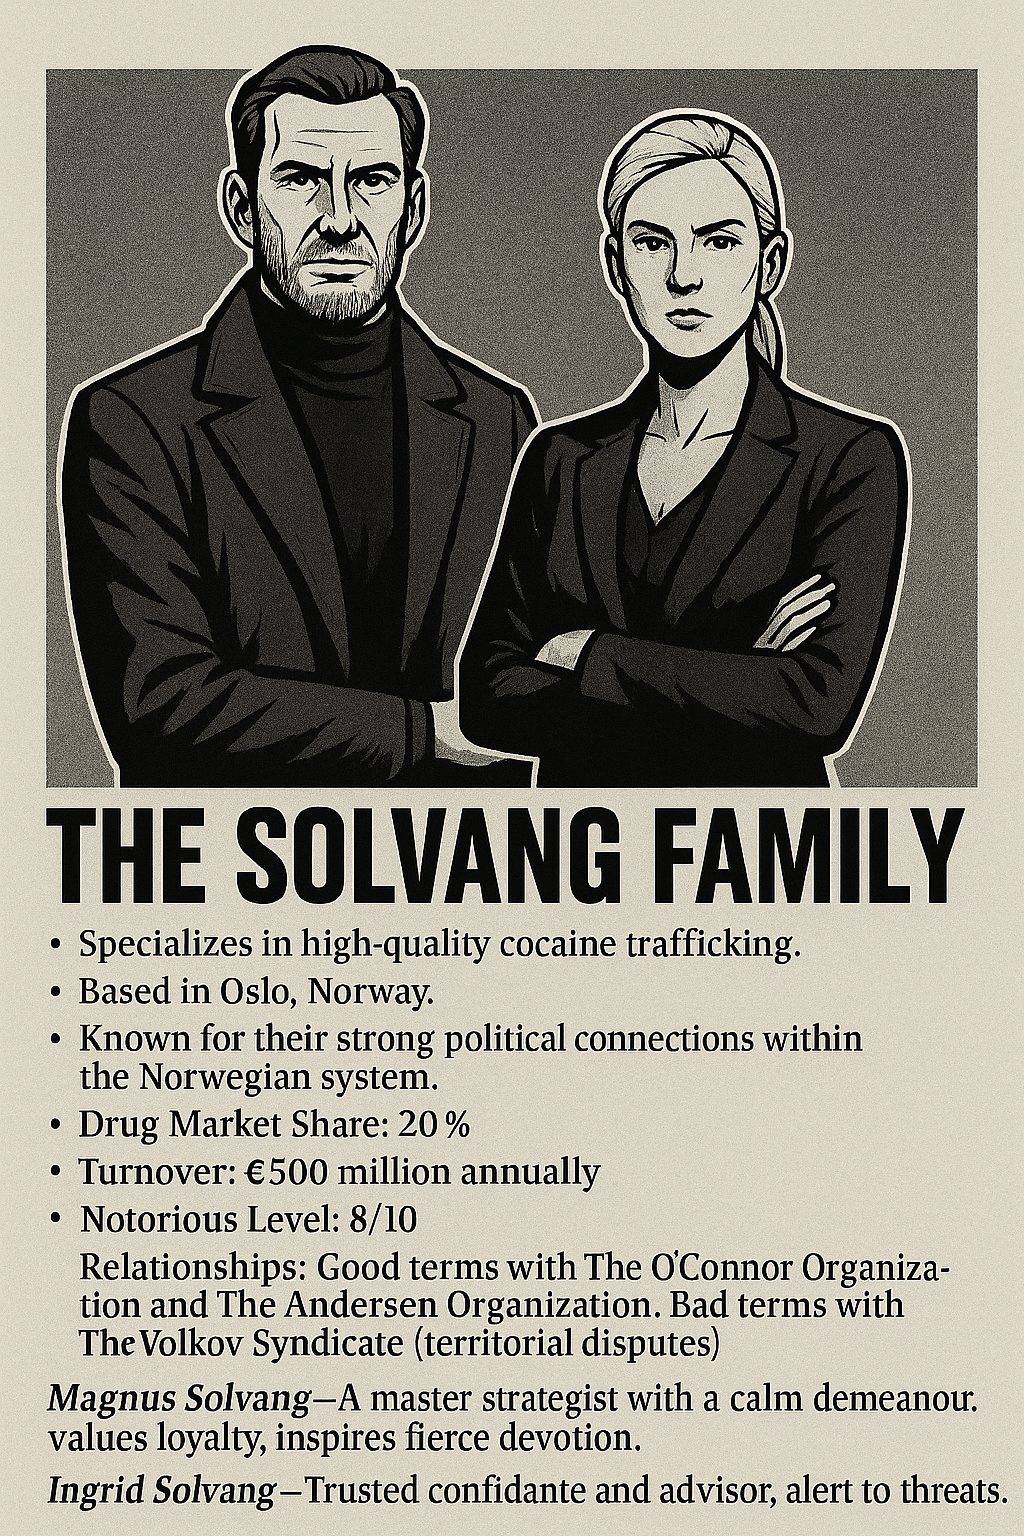 THE SOLVANG FAMILY
• Specializes in high-quality cocaine trafficking.
• Based in Oslo, Norway.
• Known for their strong political connections within
the Norwegian system.
• Drug Market Share: 20 %
• Turnover: €500 million annually
• Notorious Level: 8/10
Relationships: Good terms with The O'Connor Organiza-
tion and The Andersen Organization. Bad terms with
The Volkov Syndicate (territorial disputes)
Magnus Solvang—A master strategist with a calm demeanour.
values loyalty, inspires fierce devotion.
Ingrid Solvang—Trusted confidante and advisor, alert to threats.